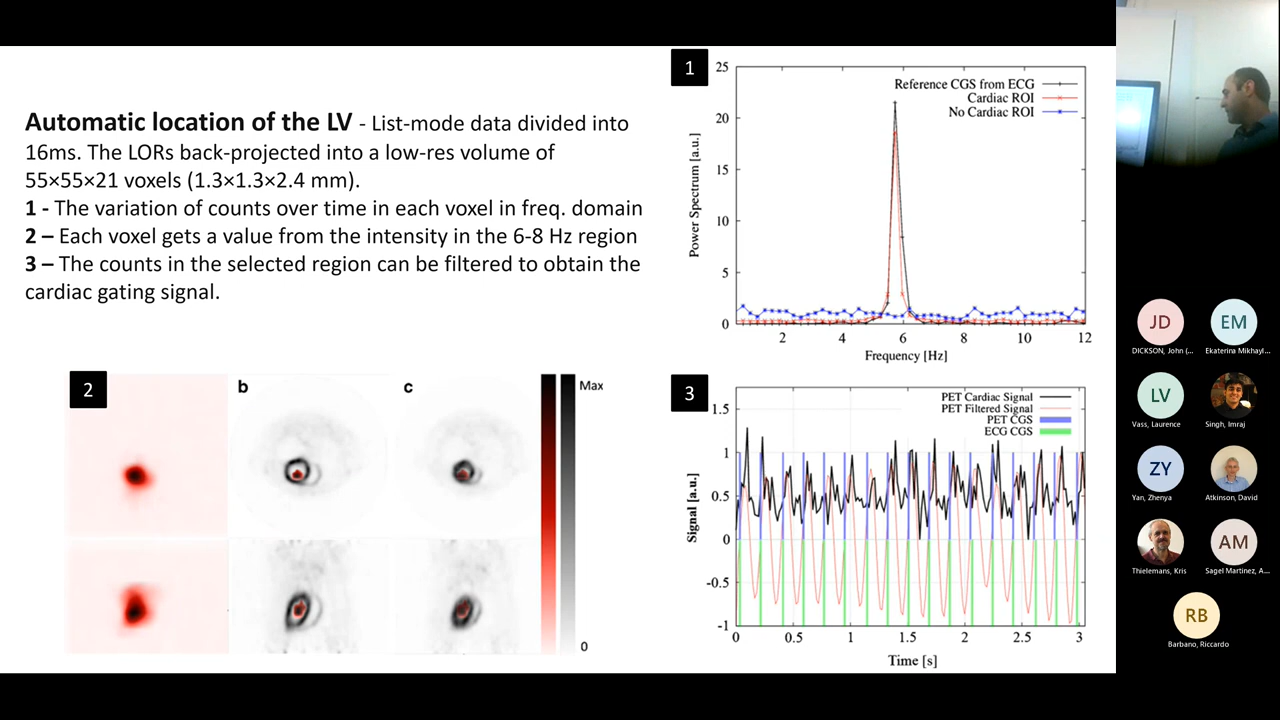 Automatic location of the LV - List-mode data divided into
16ms. The LORs back-projected into a low-res volume of
55×55×21 voxels (1.3×1.3×2.4 mm).
1 - The variation of counts over time in each voxel in freq. domain
2 – Each voxel gets a value from the intensity in the 6-8 Hz region
3 – The counts in the selected region can be filtered to obtain the
cardiac gating signal.
1
25
20
15
10
5
0
Power Spectrum [a.u.]
Reference CGS from ECG
Cardiac ROI
No Cardiac ROI
2 4 6 8 10 12
Frequency [Hz]
2
b
c
Max
0
3
1.5
1
0.5
0
-0.5
-1
Signal [a.u.]
PET Cardiac Signal
PET Filtered Signal
PET CGS
ECG CGS
0 0.5 1 1.5 2 2.5 3
Time [s]
JD
DICKSON, John (...
EM
Ekaterina Mikhayl...
LV
Vass, Laurence
Singh, Imraj
ZY
Yan, Zhenya
Atkinson, David
Thielemans, Kris
AM
Sagel Martinez, A...
RB
Barbano, Riccardo